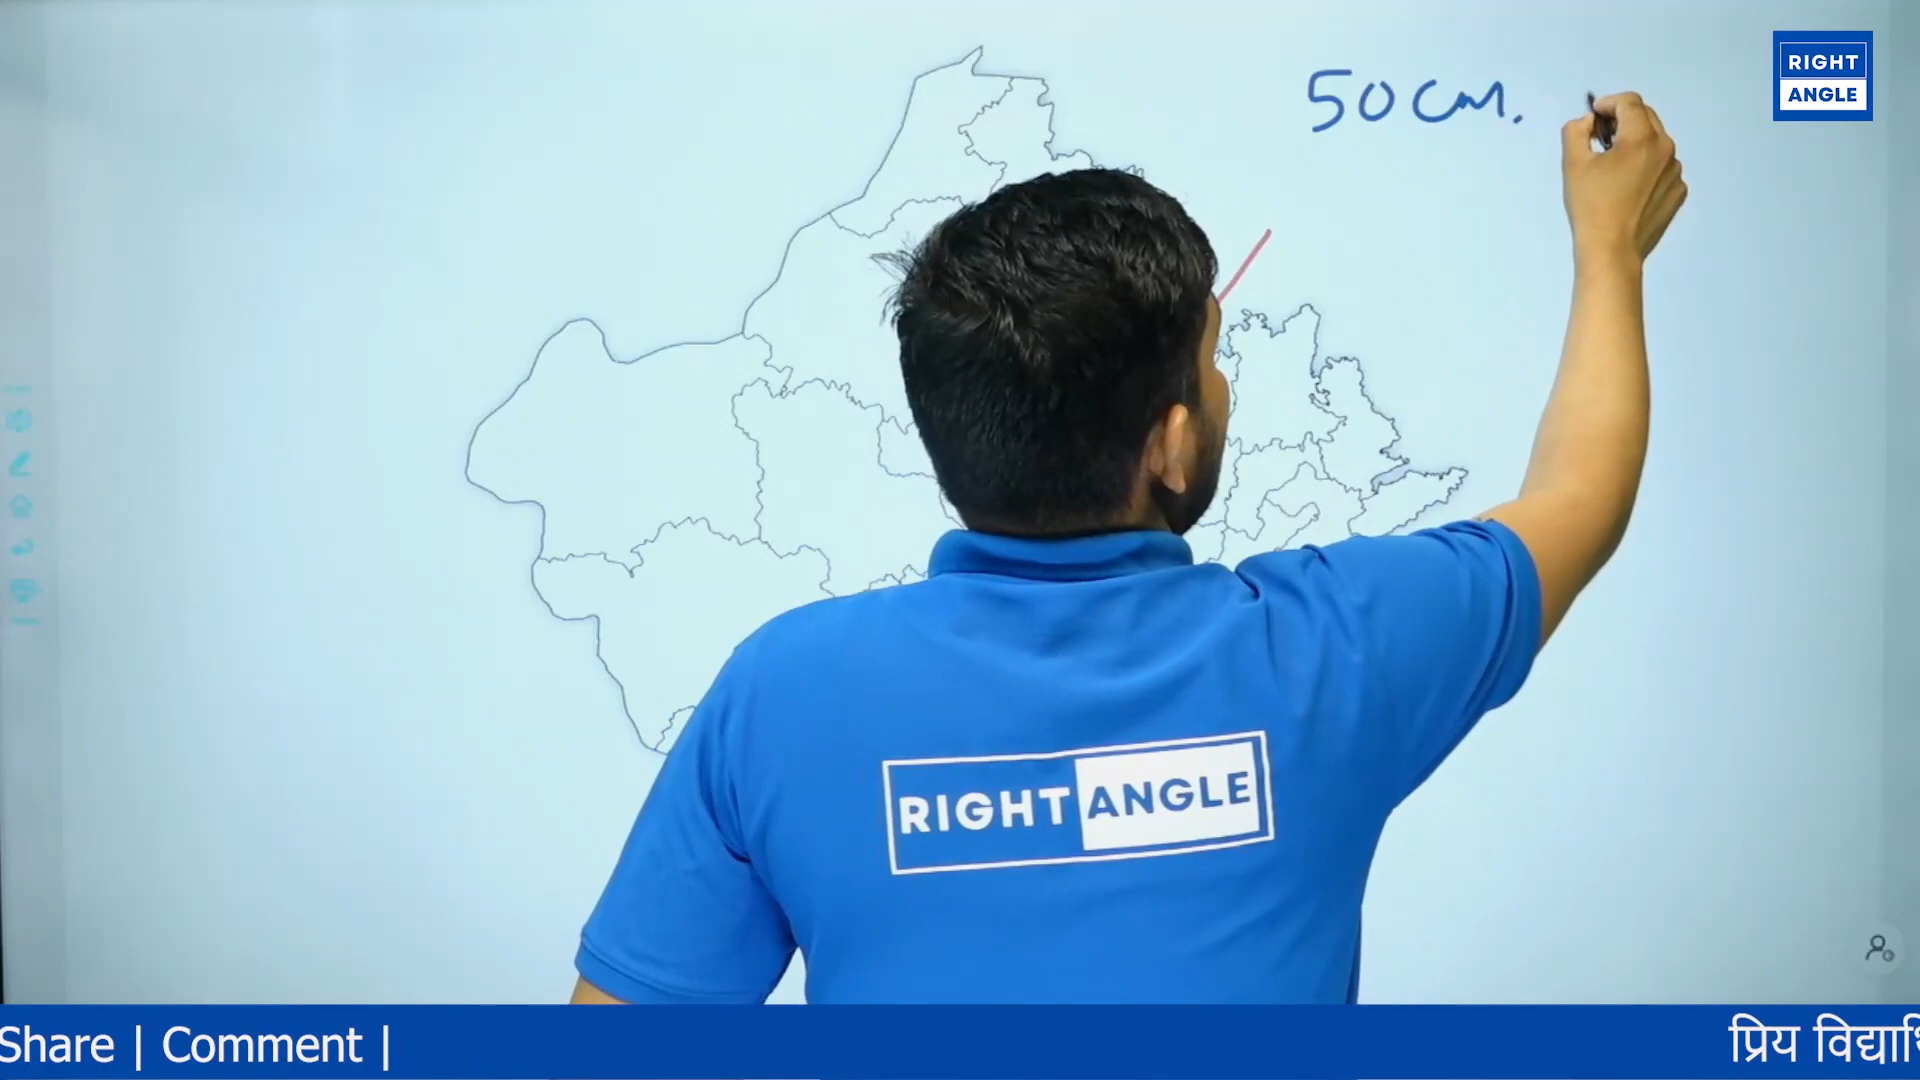 50 cm.
RIGHT
ANGLE
RIGHT ANGLE
Share | Comment |
प्रिय